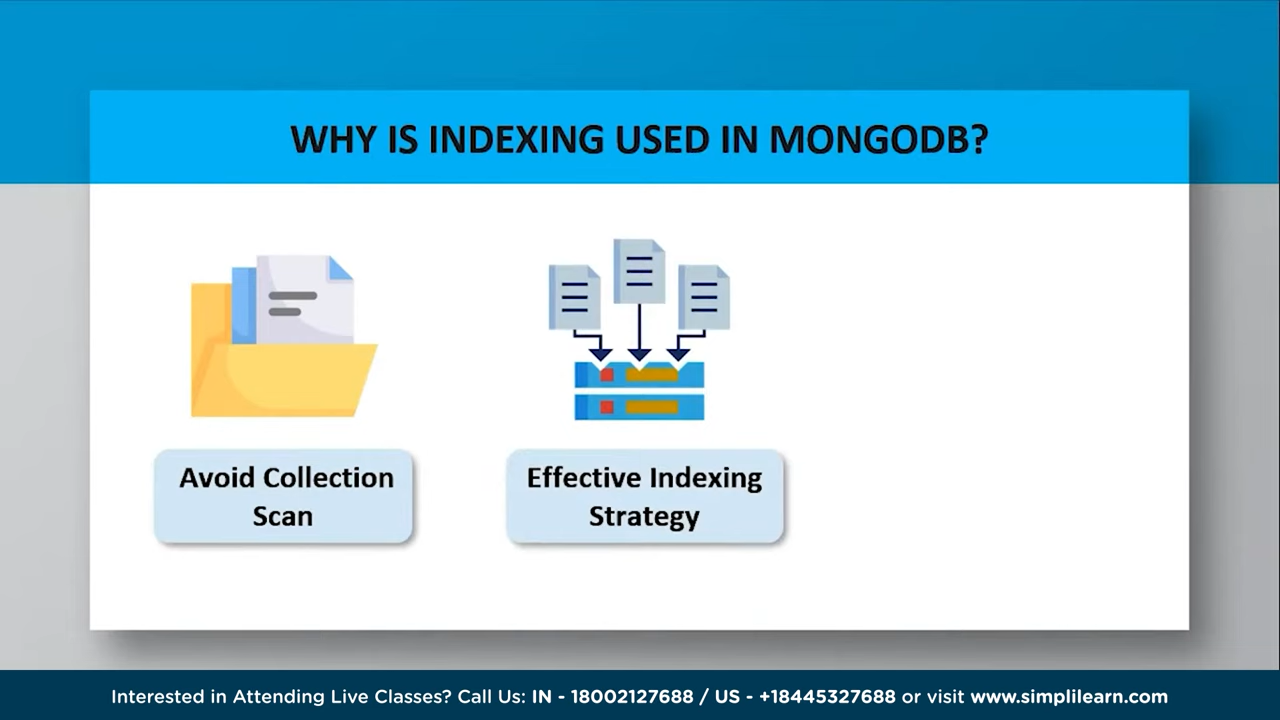 WHY IS INDEXING USED IN MONGODB?
Avoid Collection
Scan
Effective Indexing
Strategy
Interested in Attending Live Classes? Call Us: IN - 18002127688 / US - +18445327688 or visit www.simplilearn.com